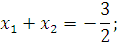 x₁ + x₂ = −3/2;